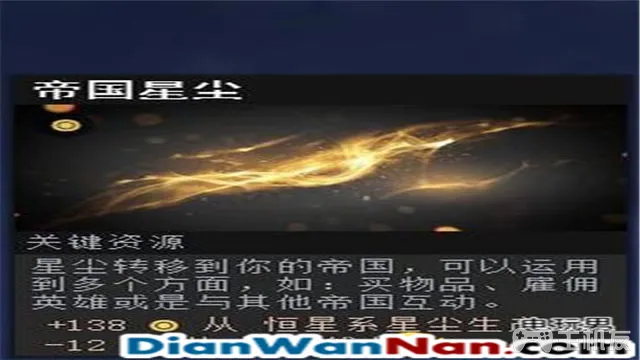 帝国星尘
关键资源
星尘转移到你的帝国，可以运用
到多个方面，如：买物品、雇佣
英雄或是与其他帝国互动。
+138 从 恒星系星尘生
-12
DianWanNan.com